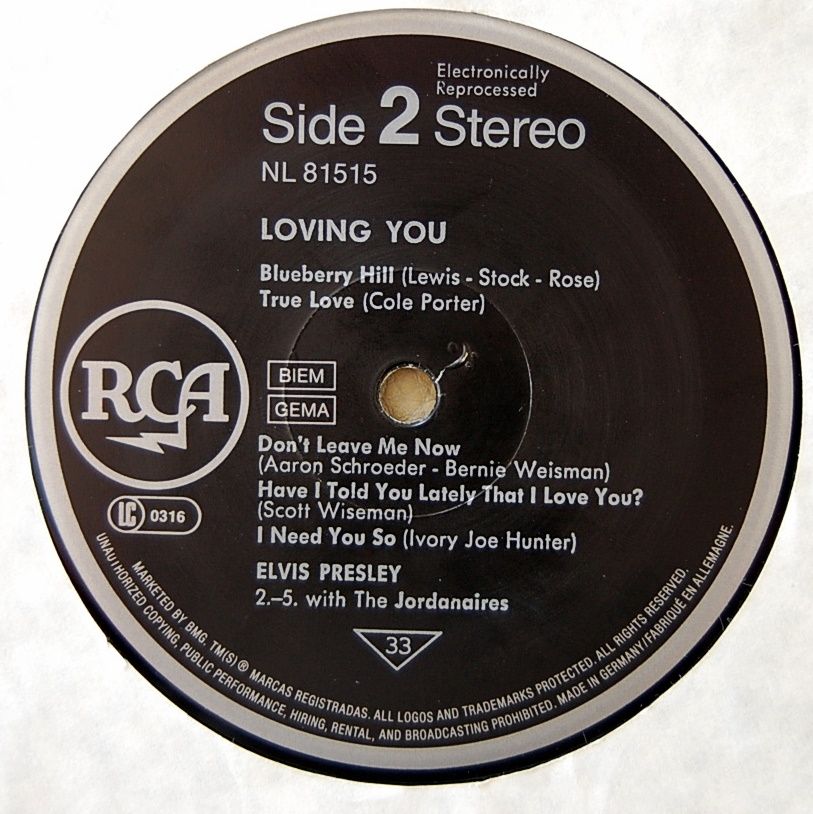 Electronically
Reprocessed
Side 2 Stereo
NL 81515
LOVING YOU
Blueberry Hill (Lewis - Stock - Rose)
True Love (Cole Porter)
RCA
BIEM
GEMA
Don't Leave Me Now
(Aaron Schroeder - Bernie Weisman)
Have I Told You Lately That I Love You?
(Scott Wiseman)
LC 0316
I Need You So (Ivory Joe Hunter)
ELVIS PRESLEY
2.–5. with The Jordanaires
33
MARKETED BY BMG. TM(S) ® MARCAS REGISTRADAS. ALL LOGOS AND TRADEMARKS PROTECTED. ALL RIGHTS RESERVED.
UNAUTHORIZED COPYING, PUBLIC PERFORMANCE, HIRING, RENTAL, AND BROADCASTING PROHIBITED. MADE IN GERMANY/FABRIQUÉ EN ALLEMAGNE.